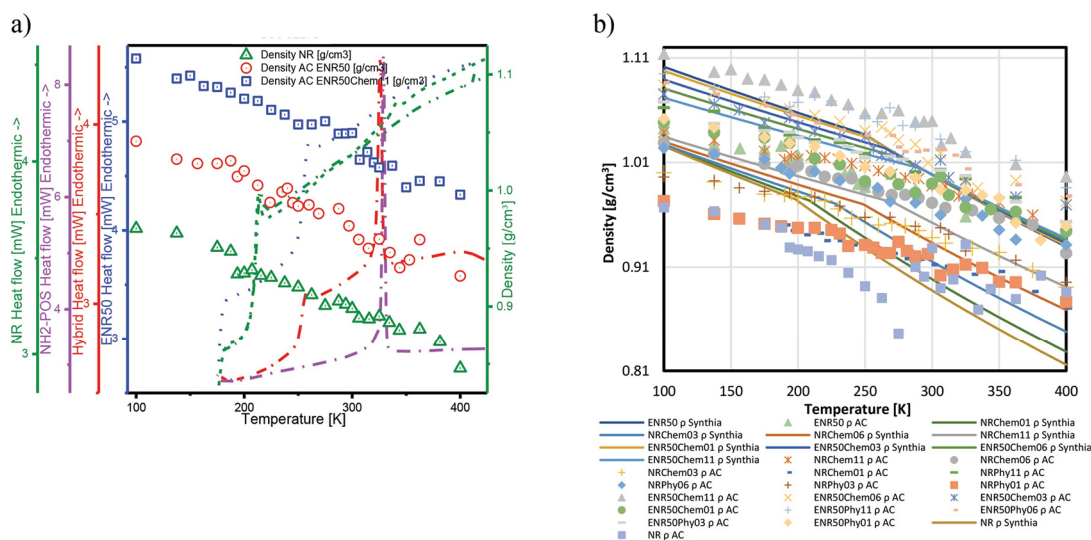 a)
Density NR [g/cm3]
Density AC ENR50 [g/cm3]
Density AC ENR50Chem11 [g/cm3]
NR Heat flow [mW] Endothermic ->
NH2-POS Heat flow [mW] Endothermic ->
Hybrid Heat flow [mW] Endothermic ->
ENR50 Heat flow [mW] Endothermic ->
4
3
8
6
4
4
3
5
4
3
1.1
1.0
0.9
Density [g/cm³]
100 150 200 250 300 350 400
Temperature [K]
b)
Density [g/cm³]
1.11
1.01
0.91
0.81
100 150 200 250 300 350 400
Temperature [K]
ENR50 ρ Synthia ENR50 ρ AC NRChem01 ρ Synthia
NRChem03 ρ Synthia NRChem06 ρ Synthia NRChem11 ρ Synthia
ENR50Chem01 ρ Synthia ENR50Chem03 ρ Synthia ENR50Chem06 ρ Synthia
ENR50Chem11 ρ Synthia NRChem11 ρ AC NRChem06 ρ AC
NRChem03 ρ AC NRChem01 ρ AC NRPhy11 ρ AC
NRPhy06 ρ AC NRPhy03 ρ AC NRPhy01 ρ AC
ENR50Chem11 ρ AC ENR50Chem06 ρ AC ENR50Chem03 ρ AC
ENR50Chem01 ρ AC ENR50Phy11 ρ AC ENR50Phy06 ρ AC
ENR50Phy03 ρ AC ENR50Phy01 ρ AC NR ρ Synthia
NR ρ AC